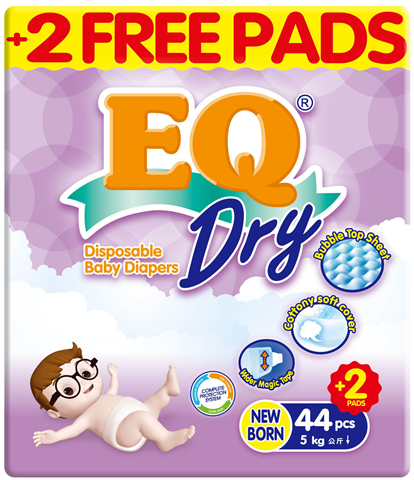 +2 FREE PADS
EQ®
Dry
Disposable
Baby Diapers
Bubble Top Sheet
Cottony soft cover
Wider Magic Tape
COMPLETE
PROTECTION
SYSTEM
+2
PADS
NEW
BORN
44 pcs
5 kg 公斤 ↓